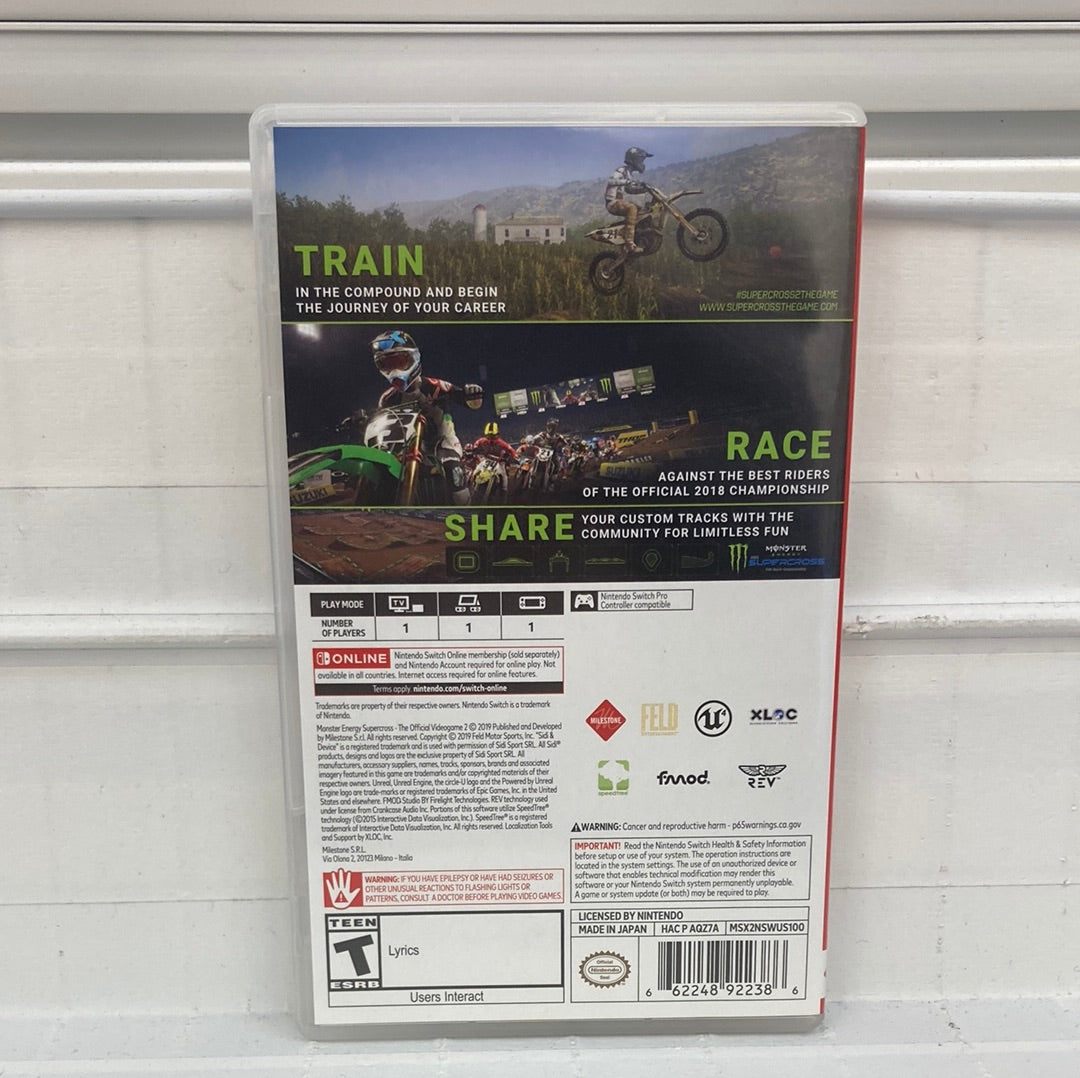 TRAIN
IN THE COMPOUND AND BEGIN
THE JOURNEY OF YOUR CAREER
#SUPERCROSS2THEGAME
WWW.SUPERCROSSTHEGAME.COM
THOR
SUZUKI
SUZUKI
RACE
AGAINST THE BEST RIDERS
OF THE OFFICIAL 2018 CHAMPIONSHIP
SHARE
YOUR CUSTOM TRACKS WITH THE
COMMUNITY FOR LIMITLESS FUN
MONSTER
ENERGY
SUPERCROSS
PLAY MODE
TV
NUMBER
OF PLAYERS
1
1
1
Nintendo Switch Pro
Controller compatible
ONLINE
Nintendo Switch Online membership (sold separately)
and Nintendo Account required for online play. Not
available in all countries. Internet access required for online features.
Terms apply. nintendo.com/switch-online
Trademarks are property of their respective owners. Nintendo Switch is a trademark
of Nintendo.
Monster Energy Supercross - The Official Videogame 2 © 2019 Published and Developed
by Milestone S.r.l. All rights reserved. Copyright © 2019 Feld Motor Sports, Inc. "Sidi &
Device" is a registered trademark and is used with permission of Sidi Sport SRL. All Sidi®
products, designs and logos are the exclusive property of Sidi Sport SRL. All
manufacturers, accessory suppliers, names, tracks, sponsors, brands and associated
imagery featured in this game are trademarks and/or copyrighted materials of their
respective owners. Unreal, Unreal Engine, the circle-U logo and the Powered by Unreal
Engine logo are trade-marks or registered trademarks of Epic Games, Inc. in the United
States and elsewhere. FMOD Studio BY Firelight Technologies. REV technology used
under license from Crankcase Audio Inc. Portions of this software utilize SpeedTree®
technology (©2015 Interactive Data Visualization, Inc.). SpeedTree® is a registered
trademark of Interactive Data Visualization, Inc. All rights reserved. Localization Tools
and Support by XLOC, Inc.
Milestone S.R.L.
Via Olona 2, 20123 Milano - Italia
MILESTONE
FELD
ENTERTAINMENT
XLOC
speedtree
fmod
REV
WARNING: Cancer and reproductive harm - p65warnings.ca.gov
IMPORTANT! Read the Nintendo Switch Health & Safety Information
before setup or use of your system. The operation instructions are
located in the system settings. The use of an unauthorized device or
software that enables technical modification may render this
software or your Nintendo Switch system permanently unplayable.
A game or system update (or both) may be required to play.
WARNING: IF YOU HAVE EPILEPSY OR HAVE HAD SEIZURES OR
OTHER UNUSUAL REACTIONS TO FLASHING LIGHTS OR
PATTERNS, CONSULT A DOCTOR BEFORE PLAYING VIDEO GAMES.
TEEN
T
ESRB
Lyrics
Users Interact
LICENSED BY NINTENDO
MADE IN JAPAN
HAC P AQZ7A
MSX2NSWUS100
Official
Nintendo
Seal
6 62248 92238 6